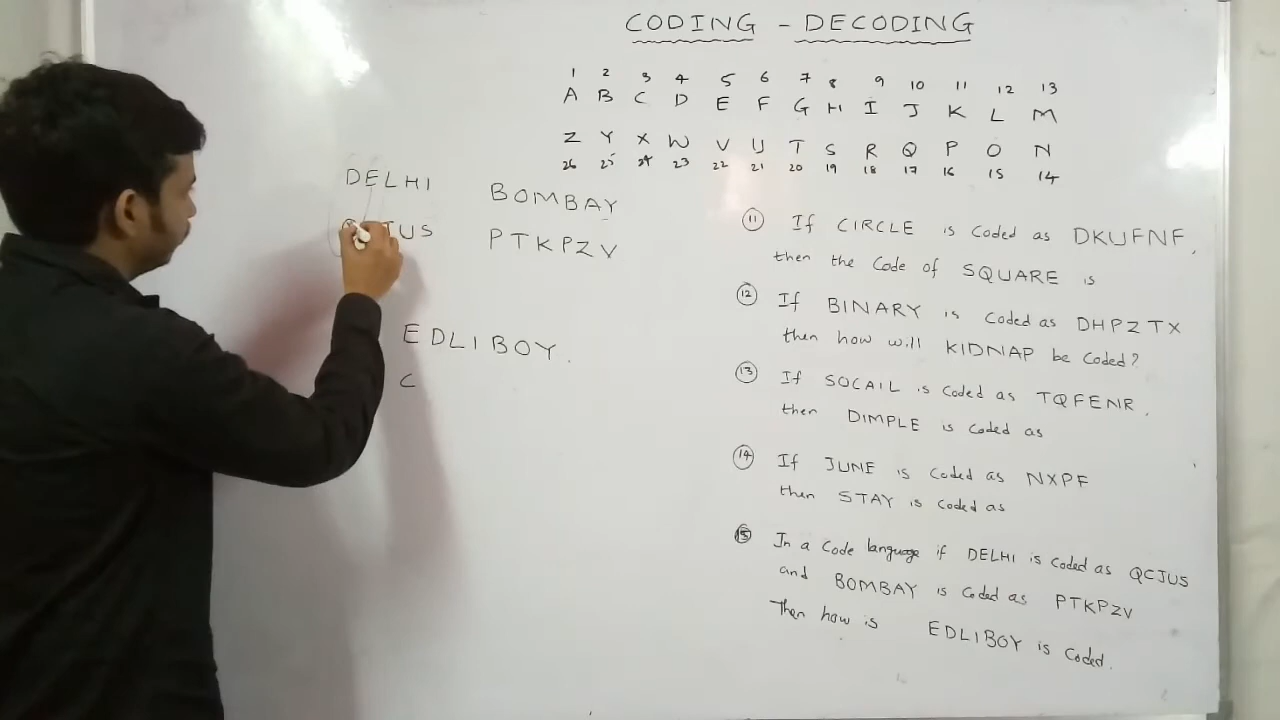 CODING - DECODING
1 2 3 4 5 6 7 8 9 10 11 12 13
A B C D E F G H I J K L M
Z Y X W V U T S R Q P O N
26 25 24 23 22 21 20 19 18 17 16 15 14
DELHI BOMBAY
JUS PTKPZV
EDLIBOY.
C
11 If CIRCLE is coded as DKUFNF,
then the code of SQUARE is
12 If BINARY is coded as DHPZTX
then how will KIDNAP be coded?
13 If SOCAIL is coded as TQFENR,
then DIMPLE is coded as
14 If JUNE is coded as NXPF
then STAY is coded as
15 In a code language if DELHI is coded as QCJUS
and BOMBAY is coded as PTKPZV
Then how is EDLIBOY is coded.